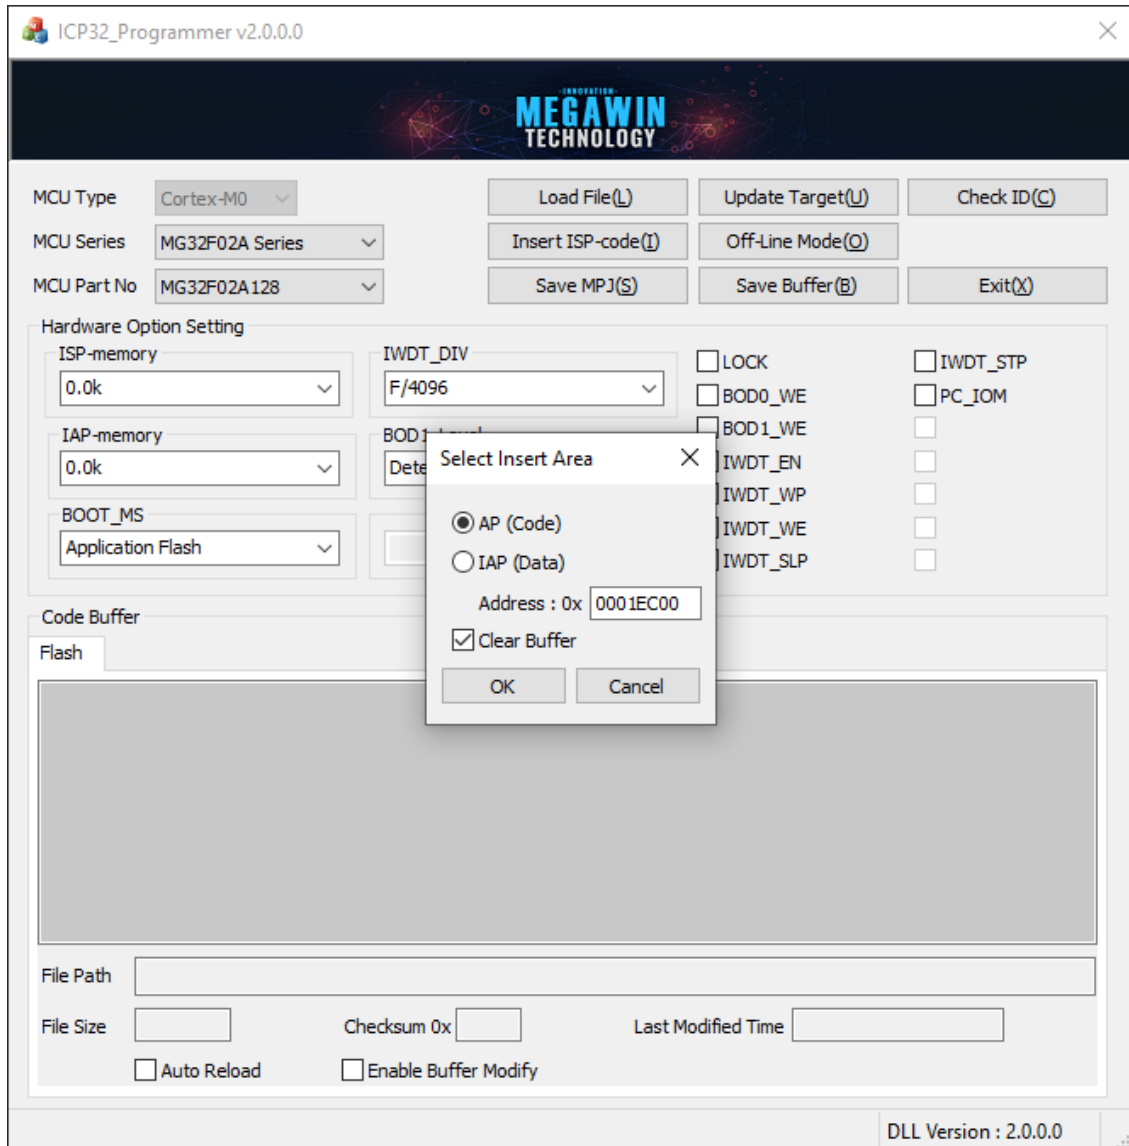 ICP32_Programmer v2.0.0.0
-INNOVATION-
MEGAWIN
TECHNOLOGY
MCU Type Cortex-M0 Load File(L) Update Target(U) Check ID(C)
MCU Series MG32F02A Series Insert ISP-code(I) Off-Line Mode(O)
MCU Part No MG32F02A128 Save MPJ(S) Save Buffer(B) Exit(X)
Hardware Option Setting
ISP-memory IWDT_DIV
0.0k F/4096
LOCK IWDT_STP
BOD0_WE PC_IOM
IAP-memory
BOD1_WE
0.0k Dete
IWDT_EN
IWDT_WP
BOOT_MS
IWDT_WE
Application Flash
IWDT_SLP
Select Insert Area
AP (Code)
IAP (Data)
Address : 0x 0001EC00
Clear Buffer
OK Cancel
Code Buffer
Flash
File Path
File Size Checksum 0x Last Modified Time
Auto Reload Enable Buffer Modify
DLL Version : 2.0.0.0